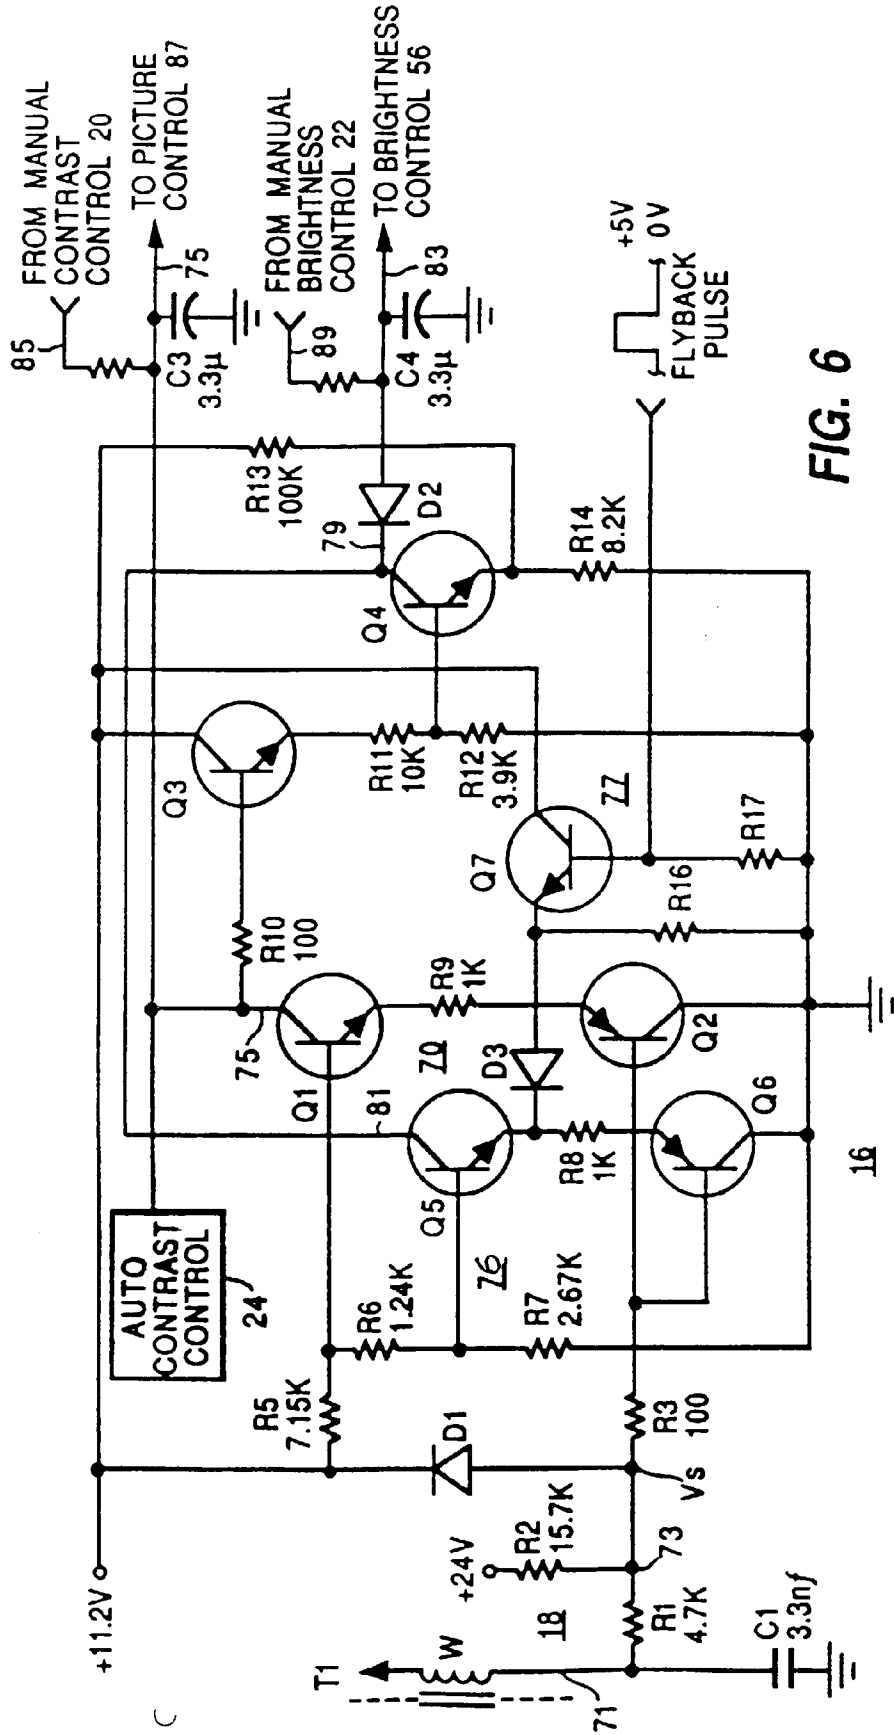 FROM MANUAL
CONTRAST
CONTROL 20
85
TO PICTURE
CONTROL 87
75
C3
3.3µ
FROM MANUAL
BRIGHTNESS
CONTROL 22
89
TO BRIGHTNESS
CONTROL 56
83
C4
3.3µ
+5V
0V
FLYBACK
PULSE
FIG. 6
R13
100K
79
D2
Q4
R14
8.2K
Q3
R11
10K
R12
3.9K
Q7
77
R17
R16
R10
100
75
Q1
R9
1K
70
D3
Q2
81
Q5
R8
1K
Q6
16
AUTO
CONTRAST
CONTROL
24
R6
1.24K
76
R7
2.67K
R5
7.15K
D1
R3
100
VS
+11.2V
+24V
R2
15.7K
73
18
R1
4.7K
T1
W
71
C1
3.3nf